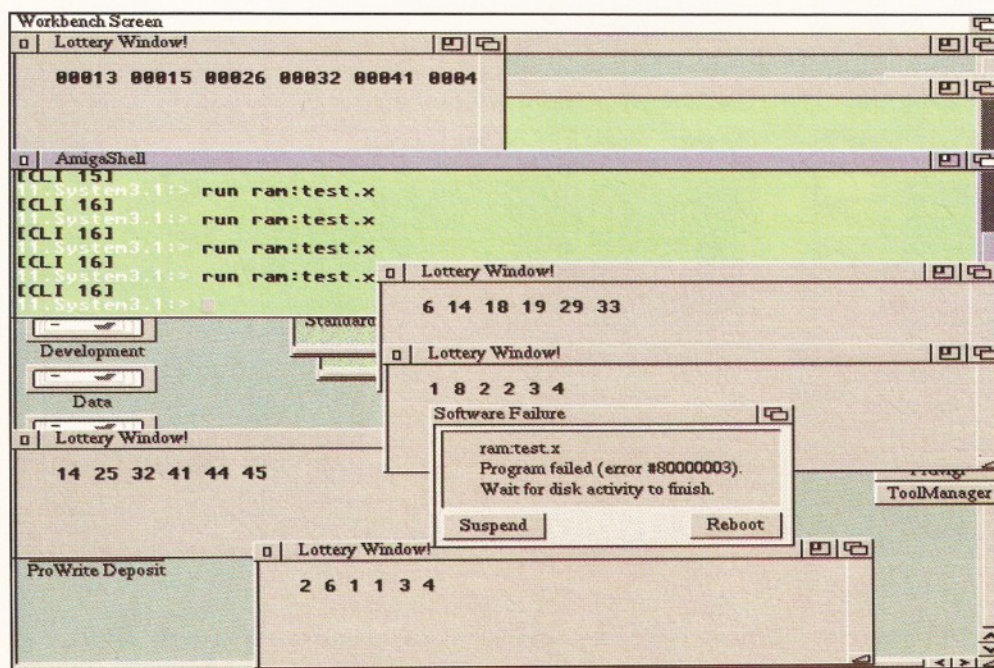 Workbench Screen
Lottery Window!
00013 00015 00026 00032 00041 0004
AmigaShell
[CLI 15]
11.System3.1:> run ram:test.x
[CLI 16]
11.System3.1:> run ram:test.x
[CLI 16]
11.System3.1:> run ram:test.x
[CLI 16]
11.System3.1:> run ram:test.x
[CLI 16]
11.System3.1:>
Lottery Window!
6 14 18 19 29 33
Standard
Development
Lottery Window!
1 8 2 2 3 4
Data
Software Failure
ram:test.x
Program failed (error #80000003).
Wait for disk activity to finish.
Suspend
Reboot
Lottery Window!
14 25 32 41 44 45
ToolManager
Lottery Window!
2 6 1 1 3 4
ProWrite Deposit